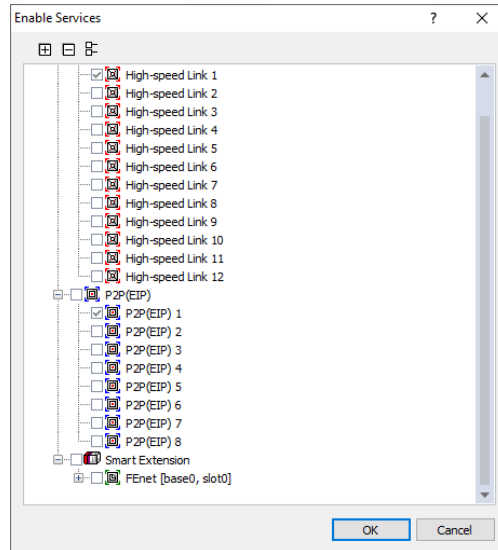 Enable Services
High-speed Link 1
High-speed Link 2
High-speed Link 3
High-speed Link 4
High-speed Link 5
High-speed Link 6
High-speed Link 7
High-speed Link 8
High-speed Link 9
High-speed Link 10
High-speed Link 11
High-speed Link 12
P2P(EIP)
P2P(EIP) 1
P2P(EIP) 2
P2P(EIP) 3
P2P(EIP) 4
P2P(EIP) 5
P2P(EIP) 6
P2P(EIP) 7
P2P(EIP) 8
Smart Extension
FEnet [base0, slot0]
OK Cancel